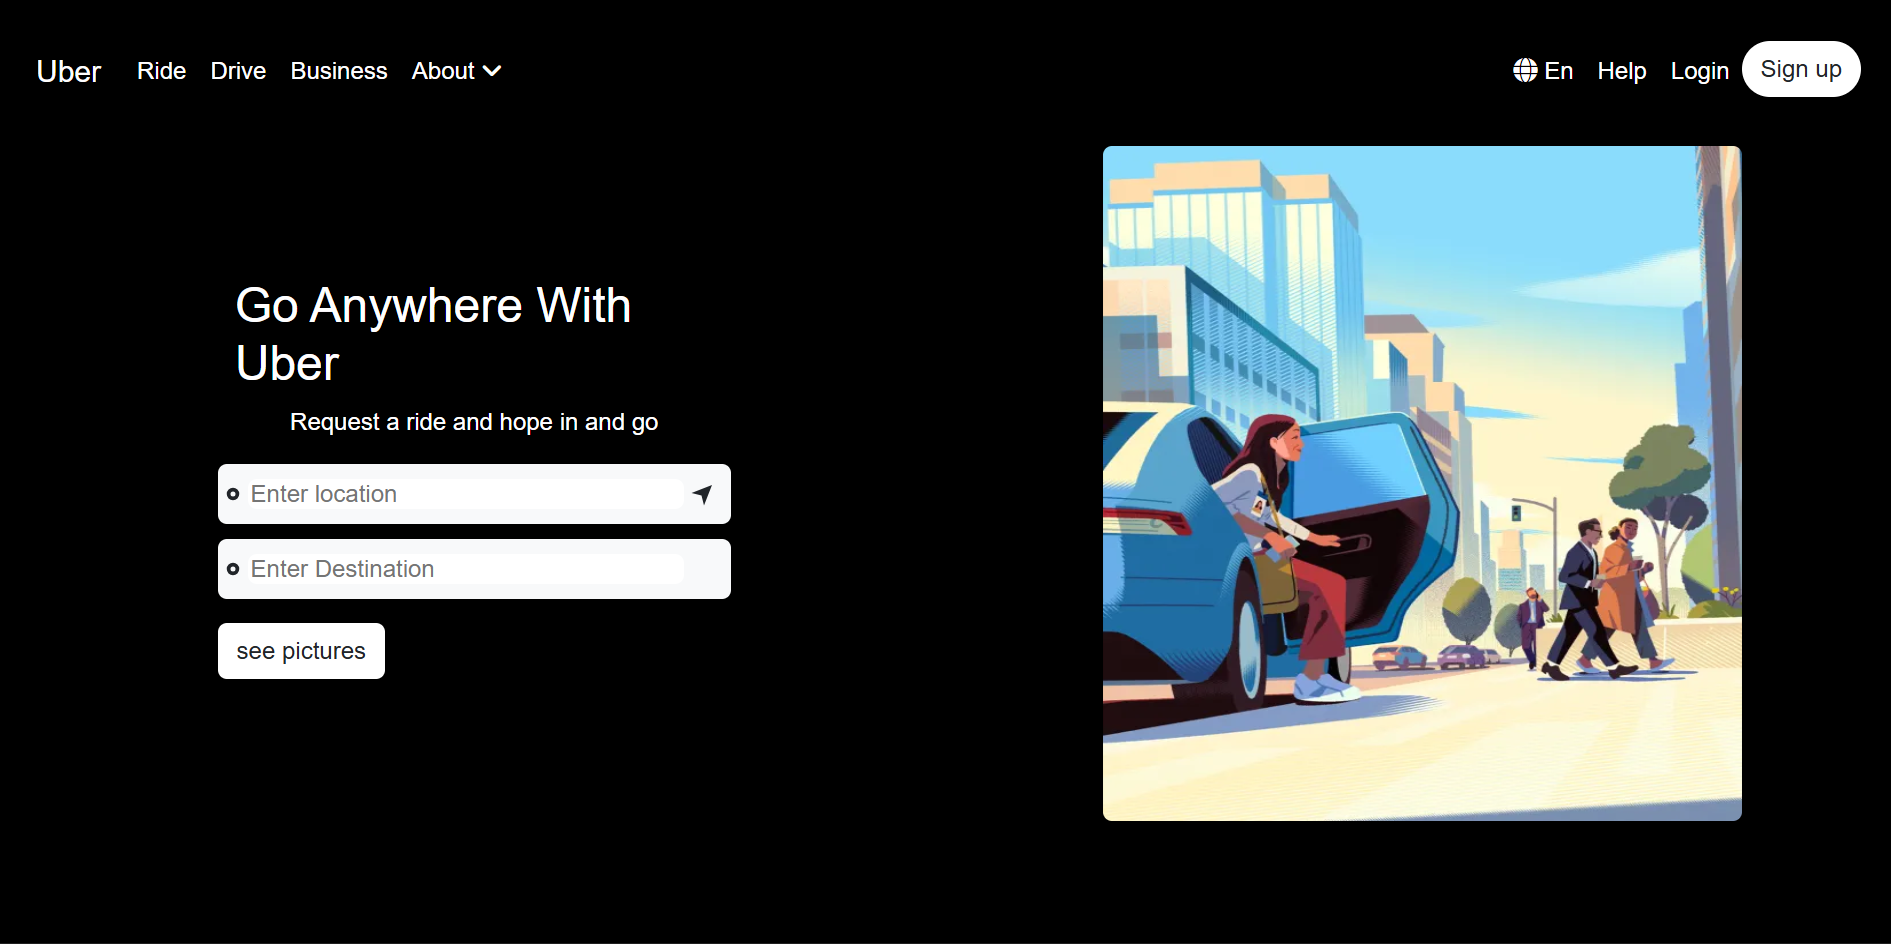 Uber Ride Drive Business About En Help Login Sign up
Go Anywhere With
Uber
Request a ride and hope in and go
Enter location
Enter Destination
see pictures